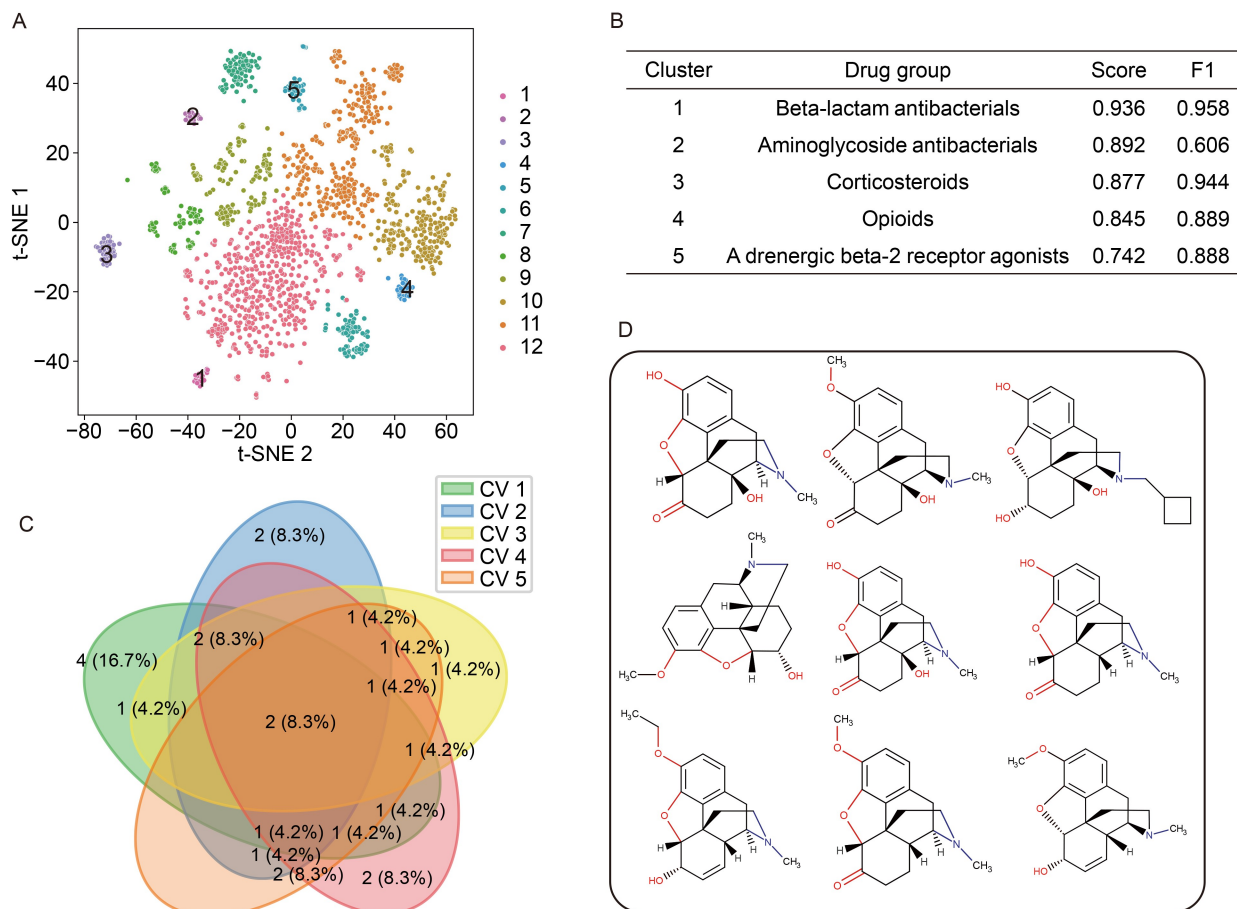 A
t-SNE 1
40
20
0
−20
−40
−80 −60 −40 −20 0 20 40 60
t-SNE 2
1
2
3
4
5
1
2
3
4
5
6
7
8
9
10
11
12
B
Cluster Drug group Score F1
1 Beta-lactam antibacterials 0.936 0.958
2 Aminoglycoside antibacterials 0.892 0.606
3 Corticosteroids 0.877 0.944
4 Opioids 0.845 0.889
5 A drenergic beta-2 receptor agonists 0.742 0.888
C
CV 1
CV 2
CV 3
CV 4
CV 5
2 (8.3%)
1 (4.2%)
2 (8.3%)
1 (4.2%)
4 (16.7%)
1 (4.2%)
1 (4.2%)
1 (4.2%)
2 (8.3%)
1 (4.2%)
1 (4.2%)
1 (4.2%) 1 (4.2%)
1 (4.2%)
2 (8.3%)
2 (8.3%)
D
HO
O
H
O
OH
H
N
CH₃
CH₃
O
O
O
OH
N
CH₃
HO
O
HO
OH
N
CH₃
N
H
O
H
OH
O
H₃C
HO
O
H
O
OH
H
N
CH₃
HO
O
H
O
H
H
N
CH₃
H₃C
O
O
H
HO
H
H
N
CH₃
CH₃
O
O
H
O
H
H
N
CH₃
O
H₃C
O
HO
H
H
N
CH₃